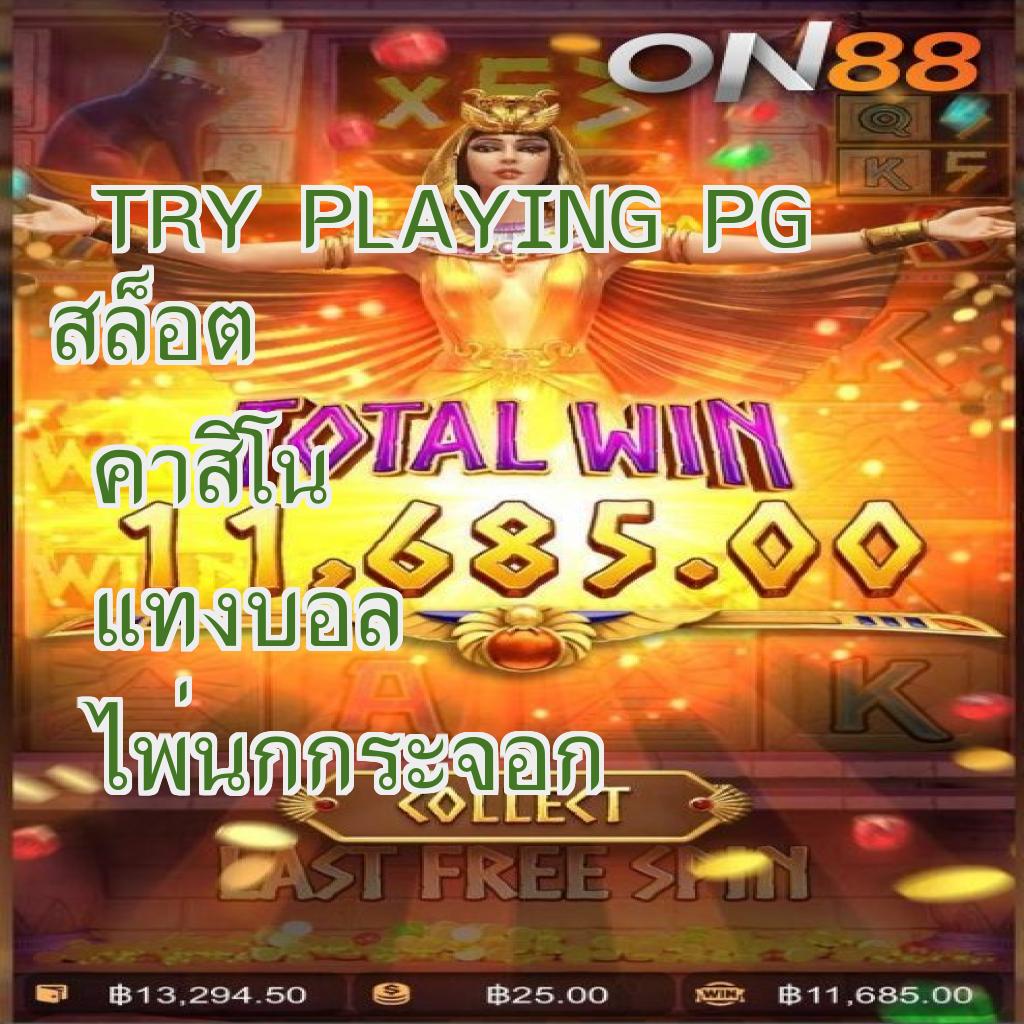 ON88
x53
Q
K
TRY PLAYING PG
สล็อต
TOTAL WIN
คาสิโน
11,685.00
แทงบอล
A K
ไพ่นกกระจอก
COLLECT
LAST FREE SPIN
฿13,294.50 ฿25.00 WIN ฿11,685.00